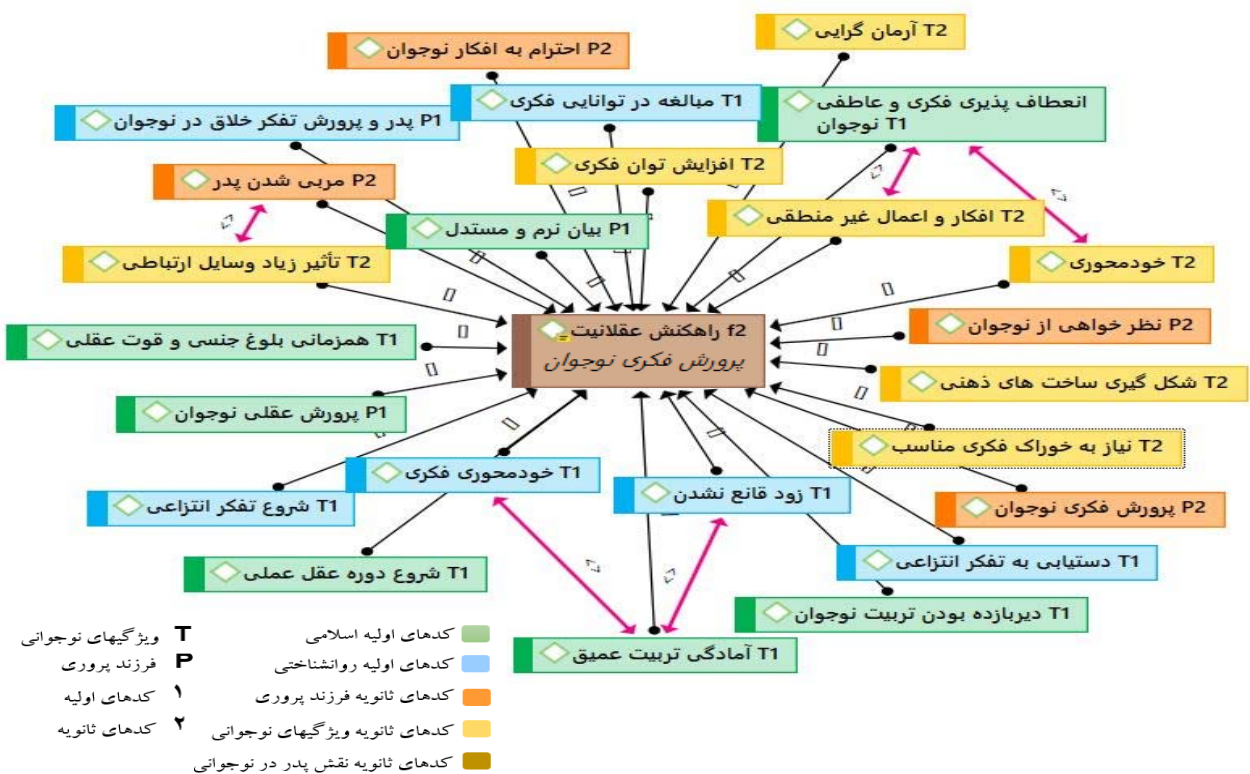 T2 آرمان گرایی
P2 احترام به افکار نوجوان
T1 مبالغه در توانایی فکری
انعطاف پذیری فکری و عاطفی
T1 نوجوان
P1 پدر و پرورش تفکر خلاق در نوجوان
T2 افزایش توان فکری
P2 مربی شدن پدر
T2 افکار و اعمال غیر منطقی
P1 بیان نرم و مستدل
T2 تأثیر زیاد وسایل ارتباطی
T2 خودمحوری
P2 نظر خواهی از نوجوان
f2 راهکنش عقلانیت
پرورش فکری نوجوان
T1 همزمانی بلوغ جنسی و قوت عقلی
T2 شکل گیری ساخت های ذهنی
P1 پرورش عقلی نوجوان
T2 نیاز به خوراک فکری مناسب
T1 خودمحوری فکری
T1 زود قانع نشدن
T1 شروع تفکر انتزاعی
P2 پرورش فکری نوجوان
T1 دستیابی به تفکر انتزاعی
T1 شروع دوره عقل عملی
T1 دیربازده بودن تربیت نوجوان
T1 آمادگی تربیت عمیق
کدهای اولیه اسلامی
کدهای اولیه روانشناختی
کدهای ثانویه فرزند پروری
کدهای ثانویه ویژگیهای نوجوانی
کدهای ثانویه نقش پدر در نوجوانی
T ویژگیهای نوجوانی
P فرزند پروری
۱ کدهای اولیه
۲ کدهای ثانویه